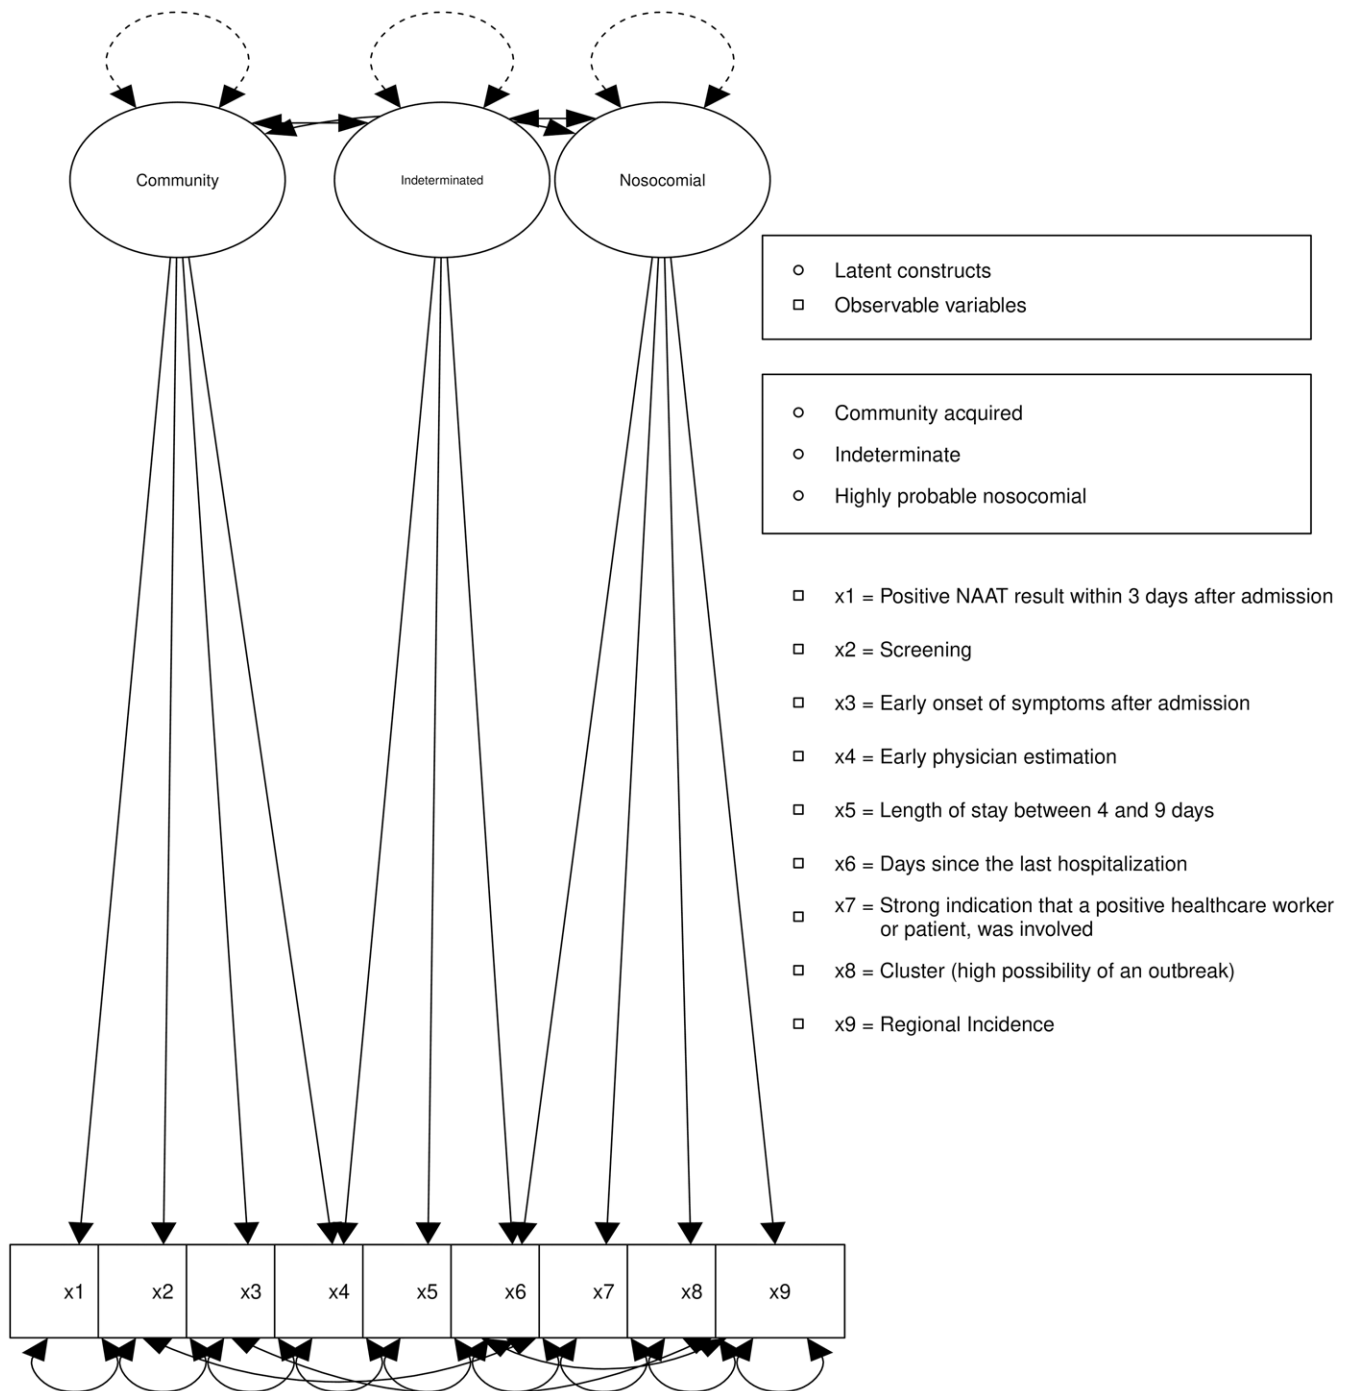 Community
Indeterminated
Nosocomial
Latent constructs
Observable variables
Community acquired
Indeterminate
Highly probable nosocomial
x1 = Positive NAAT result within 3 days after admission
x2 = Screening
x3 = Early onset of symptoms after admission
x4 = Early physician estimation
x5 = Length of stay between 4 and 9 days
x6 = Days since the last hospitalization
x7 = Strong indication that a positive healthcare worker
or patient, was involved
x8 = Cluster (high possibility of an outbreak)
x9 = Regional Incidence
x1 x2 x3 x4 x5 x6 x7 x8 x9